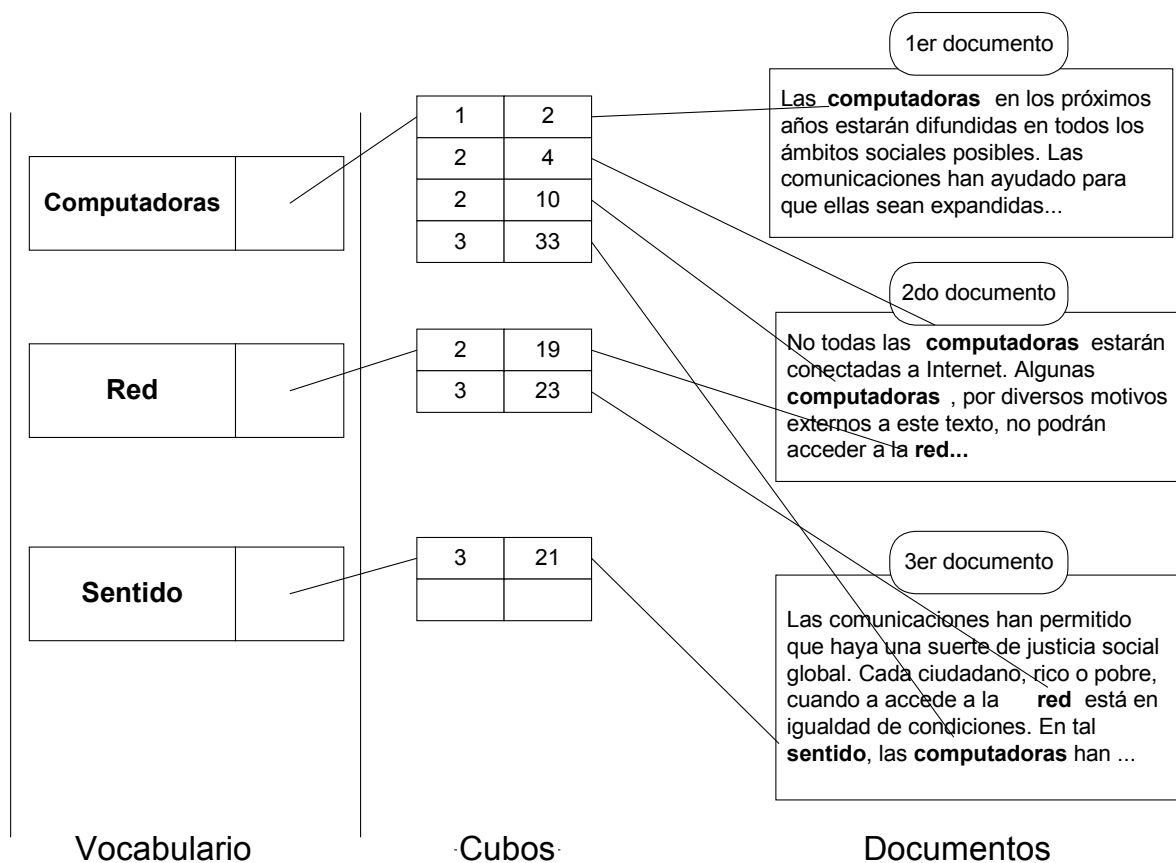 1er documento
Las computadoras en los próximos
años estarán difundidas en todos los
ámbitos sociales posibles. Las
comunicaciones han ayudado para
que ellas sean expandidas...
Computadoras
1 2
2 4
2 10
3 33
2do documento
No todas las computadoras estarán
conectadas a Internet. Algunas
computadoras , por diversos motivos
externos a este texto, no podrán
acceder a la red...
Red
2 19
3 23
Sentido
3 21
3er documento
Las comunicaciones han permitido
que haya una suerte de justicia social
global. Cada ciudadano, rico o pobre,
cuando a accede a la red está en
igualdad de condiciones. En tal
sentido, las computadoras han ...
Vocabulario
Cubos
Documentos